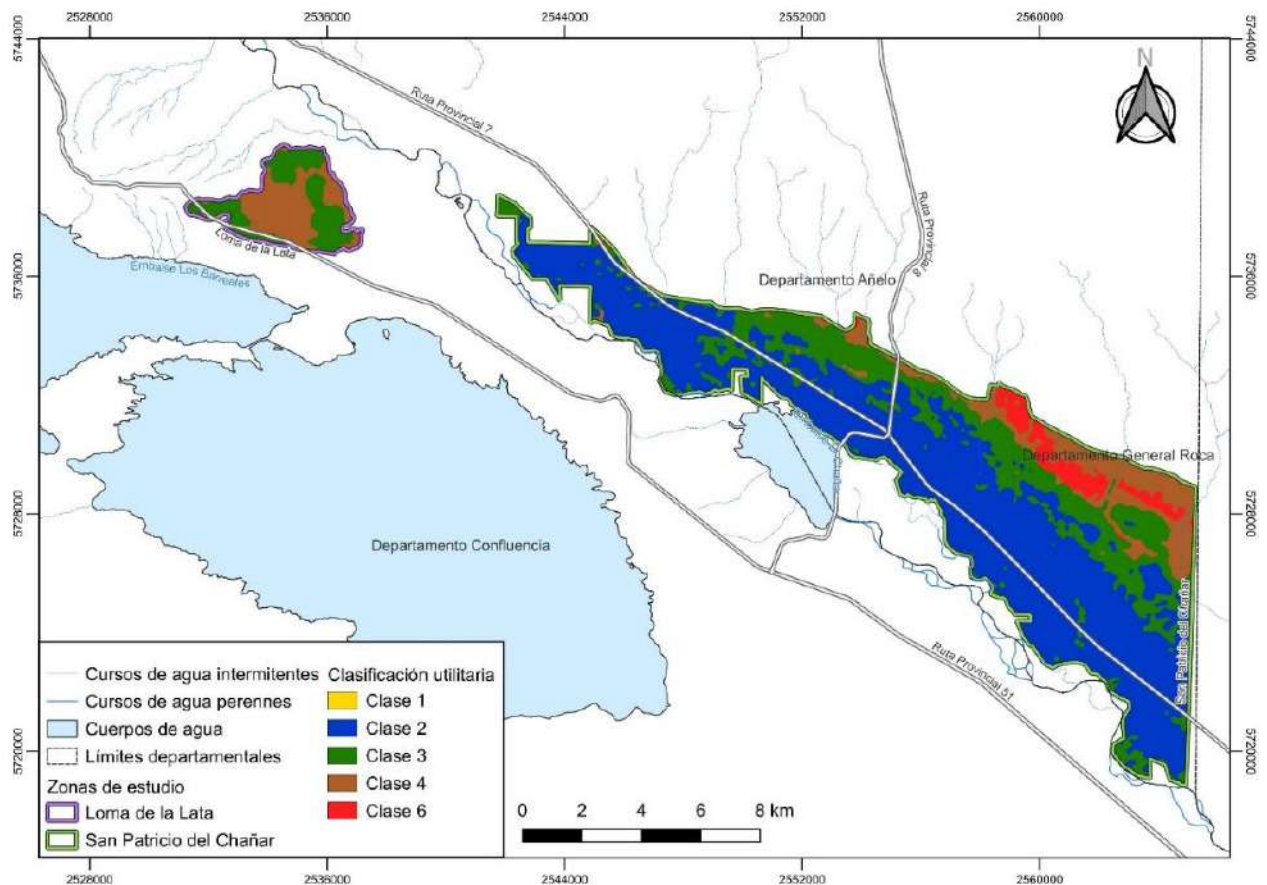 2528000
2536000
2544000
2552000
2560000
5744000
5744000
N
Ruta Provincial 7
Ruta Provincial 8
Loma de la Lata
5736000
Embalse Los Barreales
Departamento Añelo
5736000
Departamento General Roca
5728000
Departamento Confluencia
5728000
San Patricio del Chañar
Ruta Provincial 51
5720000
5720000
Cursos de agua intermitentes
Cursos de agua perennes
Cuerpos de agua
Límites departamentales
Zonas de estudio
Loma de la Lata
San Patricio del Chañar
Clasificación utilitaria
Clase 1
Clase 2
Clase 3
Clase 4
Clase 6
0 2 4 6 8 km
2528000
2536000
2544000
2552000
2560000